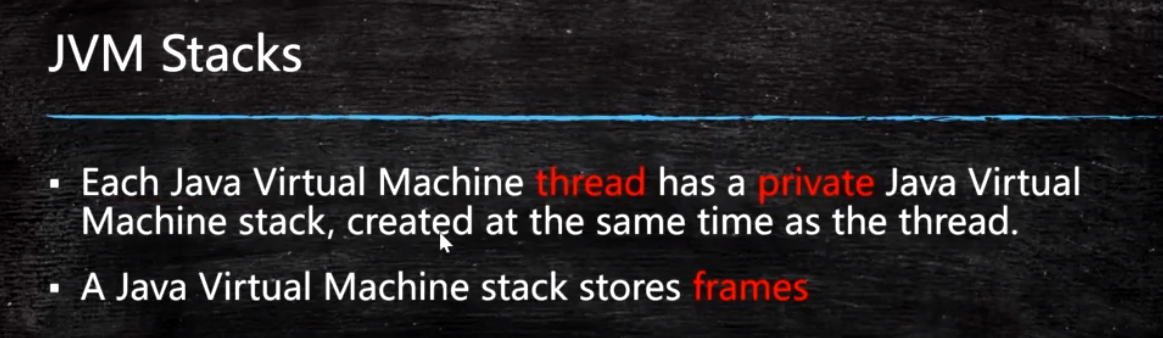 JVM Stacks
▪ Each Java Virtual Machine thread has a private Java Virtual
Machine stack, created at the same time as the thread.
▪ A Java Virtual Machine stack stores frames